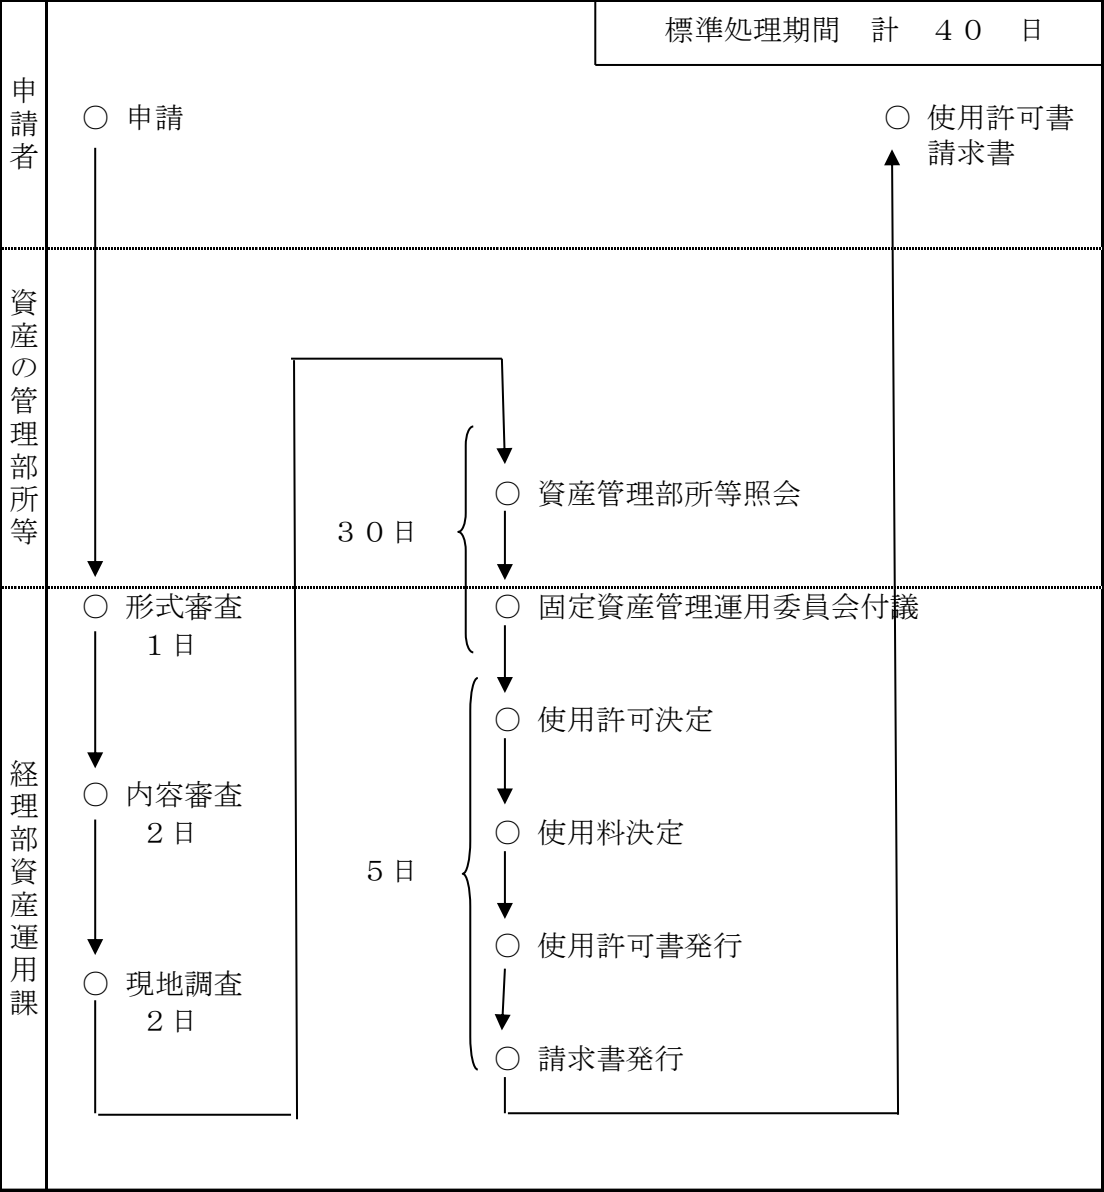 標準処理期間　計　４０　日
申請者
○ 申請
○ 使用許可書
請求書
資産の管理部所等
○ 資産管理部所等照会
３０日
経理部資産運用課
○ 形式審査
１日
○ 内容審査
２日
○ 現地調査
２日
○ 固定資産管理運用委員会付議
○ 使用許可決定
○ 使用料決定
５日
○ 使用許可書発行
○ 請求書発行